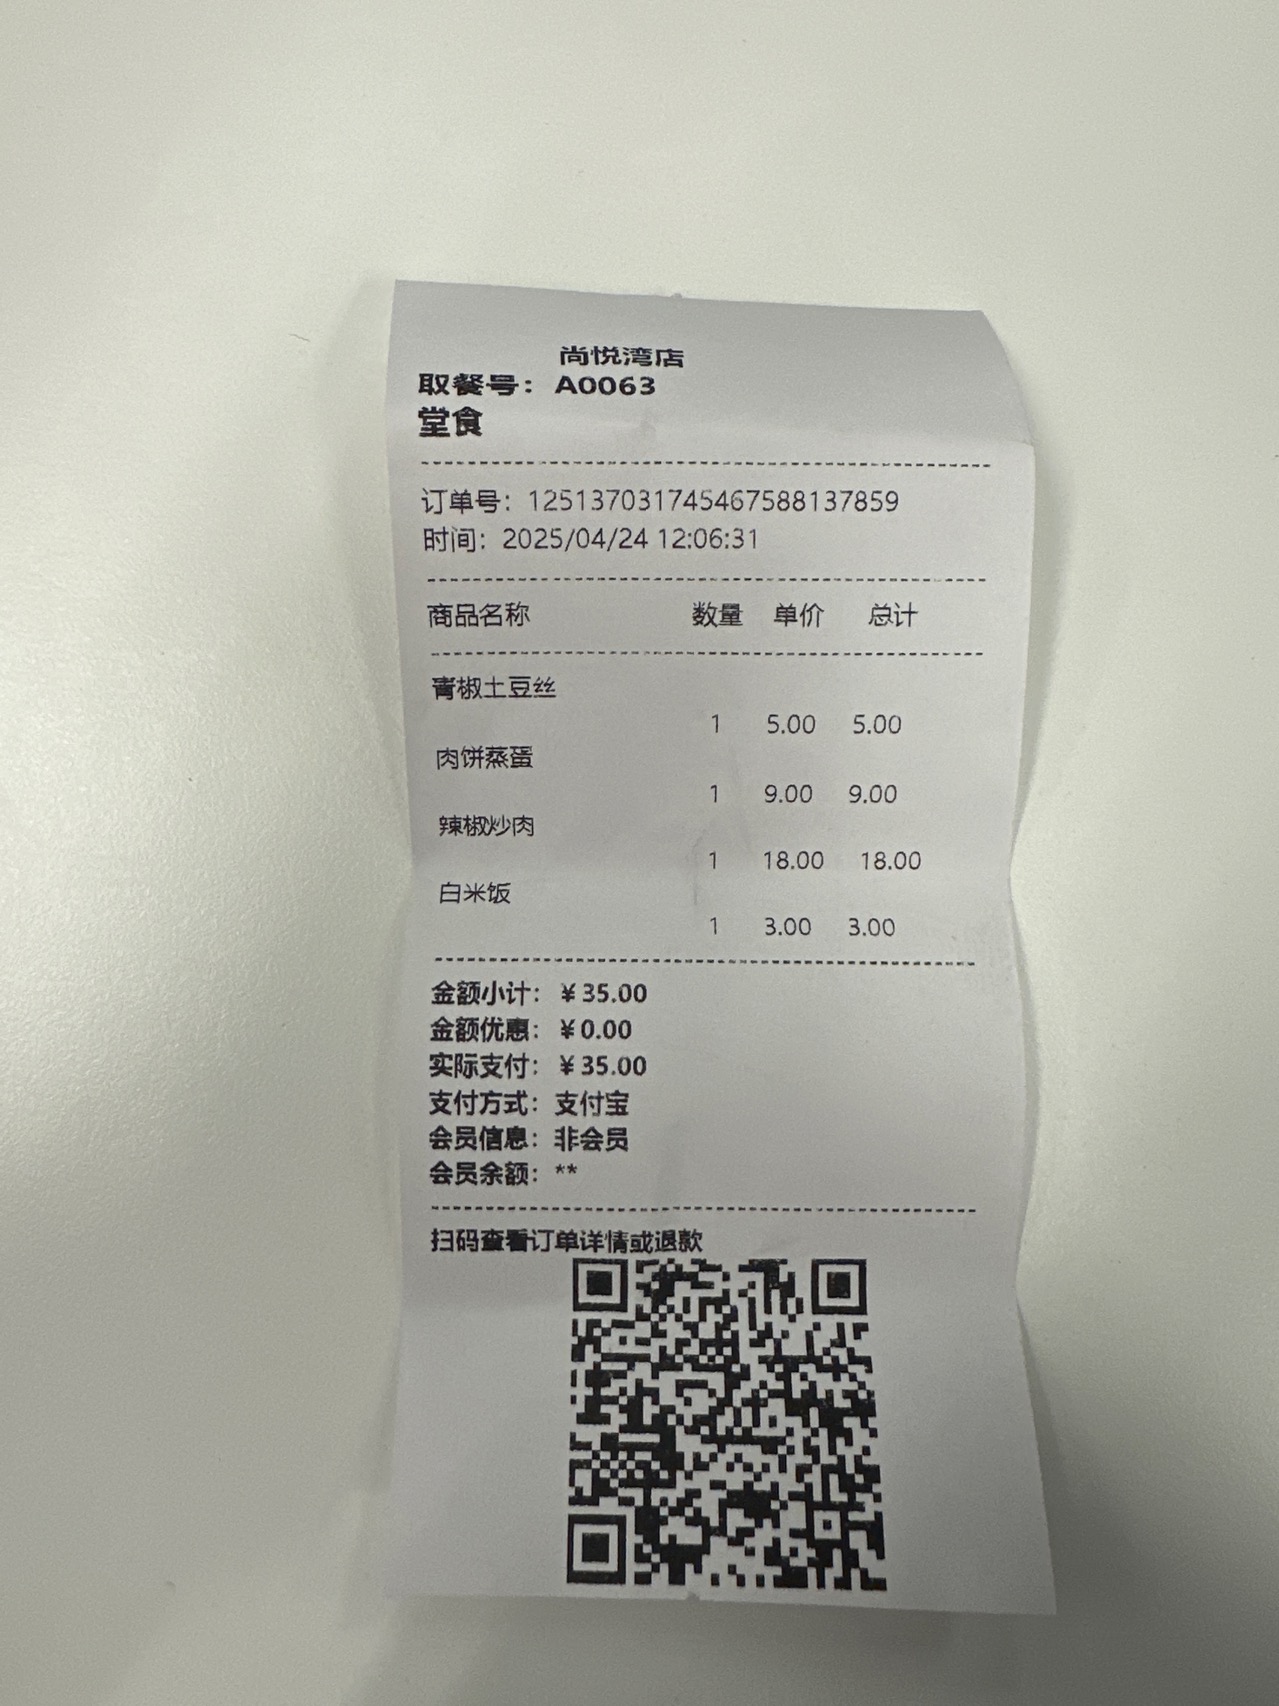 尚悦湾店
取餐号：A0063
堂食
订单号：12513703174546758813​7859
时间：2025/04/24 12:06:31
商品名称 数量 单价 总计
青椒土豆丝
1 5.00 5.00
肉饼蒸蛋
1 9.00 9.00
辣椒炒肉
1 18.00 18.00
白米饭
1 3.00 3.00
金额小计：￥35.00
金额优惠：￥0.00
实际支付：￥35.00
支付方式：支付宝
会员信息：非会员
会员余额：**
扫码查看订单详情或退款